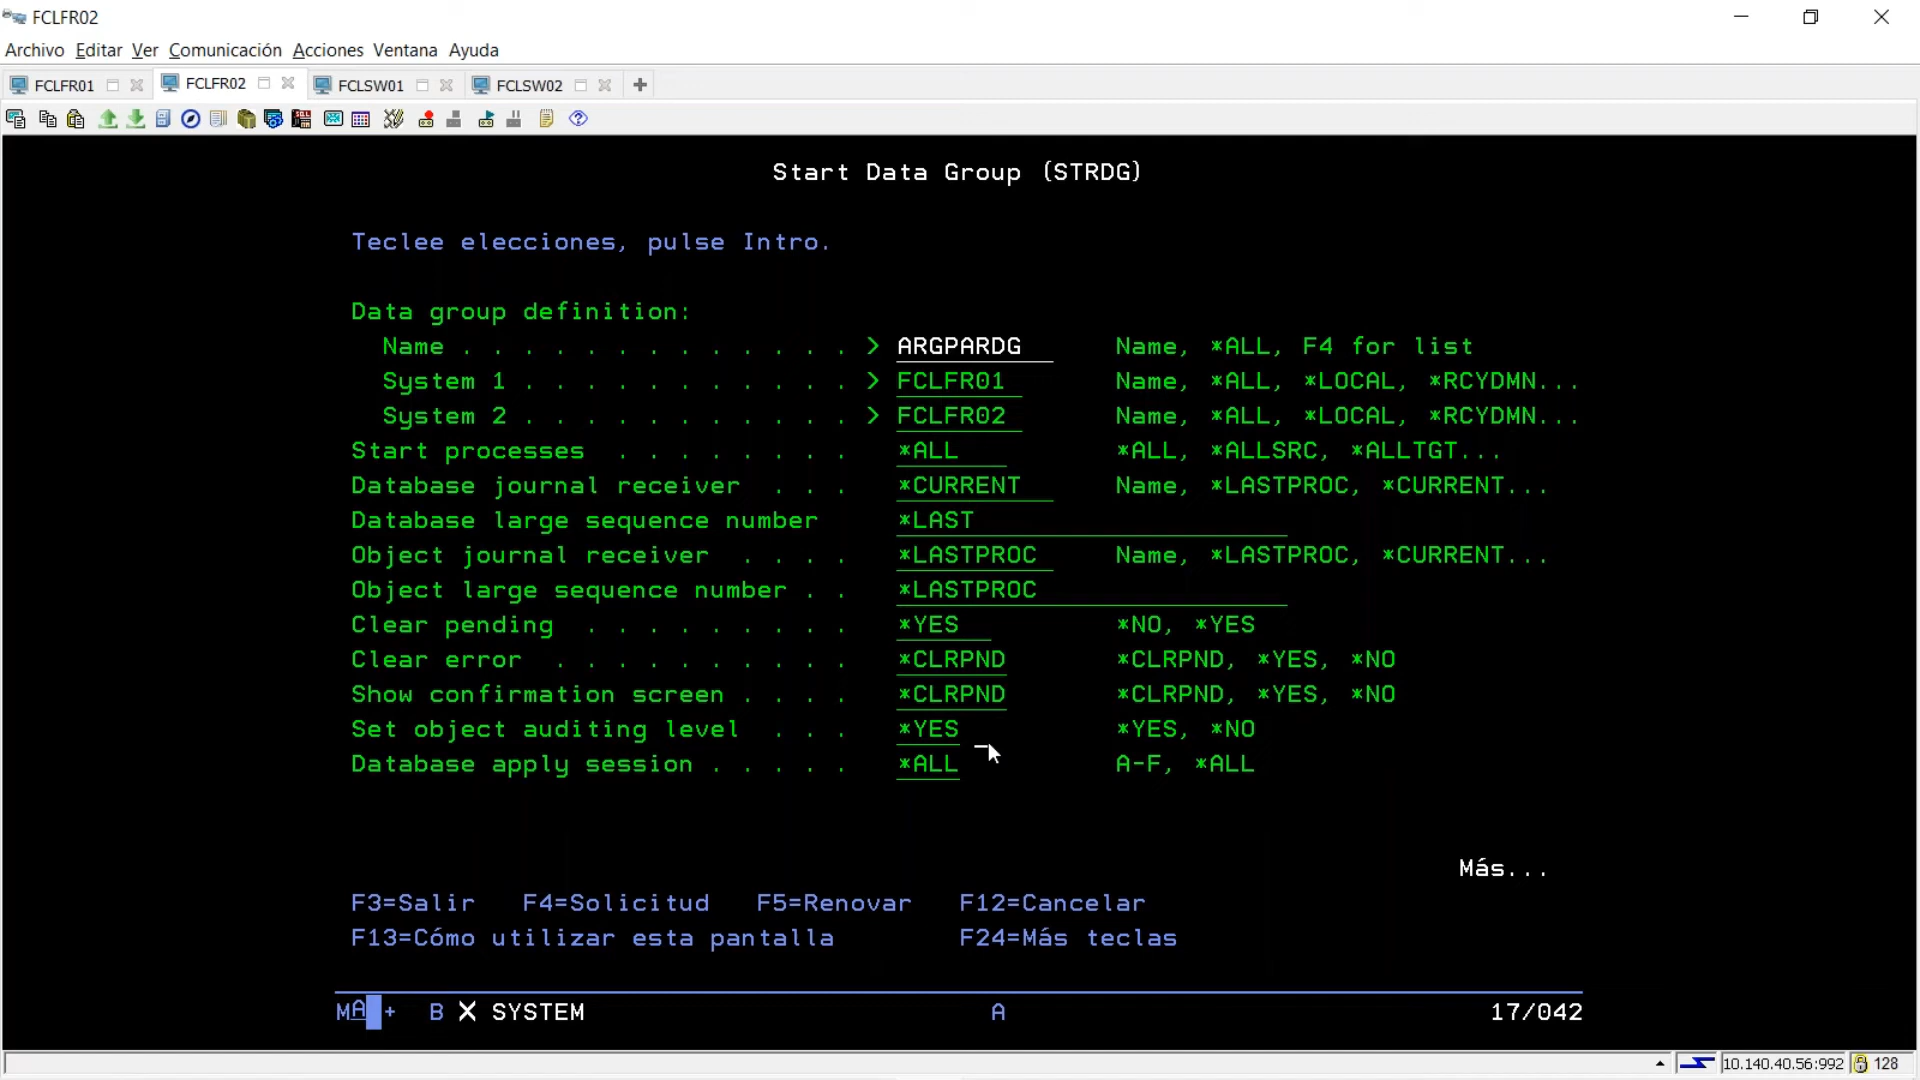 FCLFR02
Archivo Editar Ver Comunicación Acciones Ventana Ayuda
FCLFR01 FCLFR02 FCLSW01 FCLSW02
Start Data Group (STRDG)
Teclee elecciones, pulse Intro.
Data group definition:
Name . . . . . . . . . . . . . > ARGPARDG Name, *ALL, F4 for list
System 1 . . . . . . . . . . . > FCLFR01 Name, *ALL, *LOCAL, *RCYDMN...
System 2 . . . . . . . . . . . > FCLFR02 Name, *ALL, *LOCAL, *RCYDMN...
Start processes . . . . . . . . *ALL *ALL, *ALLSRC, *ALLTGT...
Database journal receiver . . . *CURRENT Name, *LASTPROC, *CURRENT...
Database large sequence number *LAST
Object journal receiver . . . . *LASTPROC Name, *LASTPROC, *CURRENT...
Object large sequence number . . *LASTPROC
Clear pending . . . . . . . . . *YES *NO, *YES
Clear error . . . . . . . . . . *CLRPND *CLRPND, *YES, *NO
Show confirmation screen . . . . *CLRPND *CLRPND, *YES, *NO
Set object auditing level . . . *YES *YES, *NO
Database apply session . . . . . *ALL A-F, *ALL
Más...
F3=Salir F4=Solicitud F5=Renovar F12=Cancelar
F13=Cómo utilizar esta pantalla F24=Más teclas
MA + B X SYSTEM A 17/042
10.140.40.56:992 128